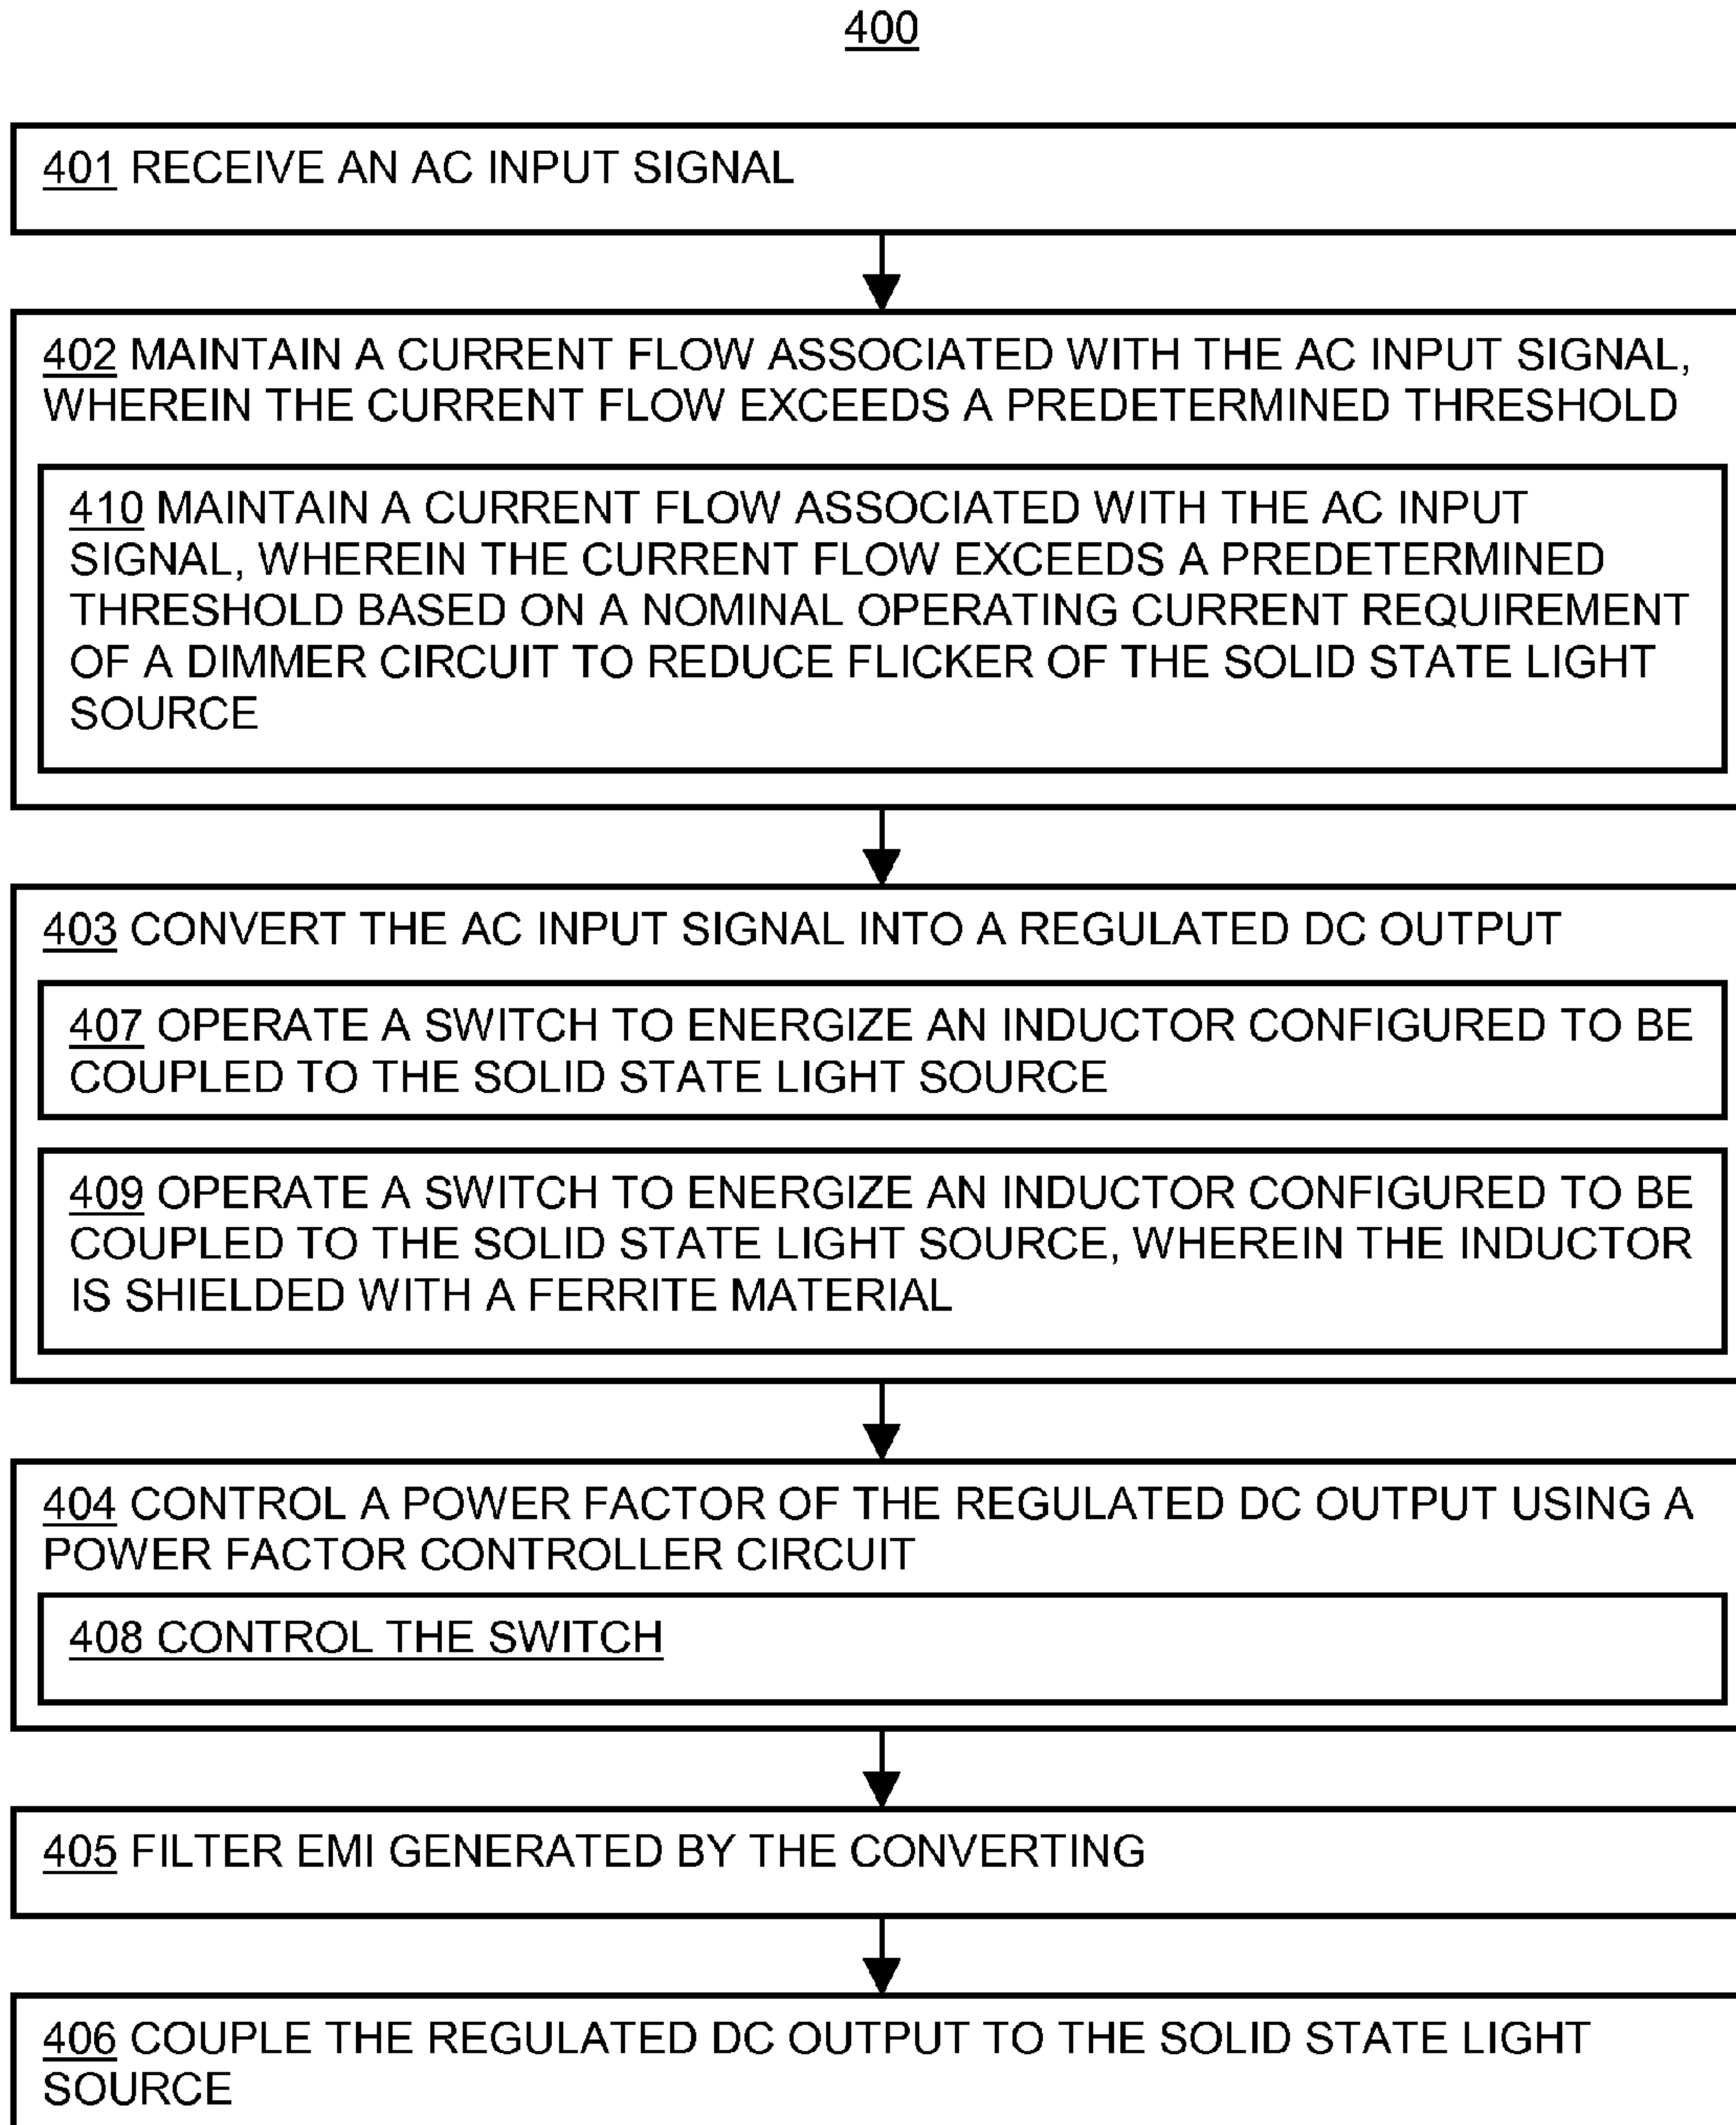 400
401 RECEIVE AN AC INPUT SIGNAL
402 MAINTAIN A CURRENT FLOW ASSOCIATED WITH THE AC INPUT SIGNAL,
WHEREIN THE CURRENT FLOW EXCEEDS A PREDETERMINED THRESHOLD
410 MAINTAIN A CURRENT FLOW ASSOCIATED WITH THE AC INPUT
SIGNAL, WHEREIN THE CURRENT FLOW EXCEEDS A PREDETERMINED
THRESHOLD BASED ON A NOMINAL OPERATING CURRENT REQUIREMENT
OF A DIMMER CIRCUIT TO REDUCE FLICKER OF THE SOLID STATE LIGHT
SOURCE
403 CONVERT THE AC INPUT SIGNAL INTO A REGULATED DC OUTPUT
407 OPERATE A SWITCH TO ENERGIZE AN INDUCTOR CONFIGURED TO BE
COUPLED TO THE SOLID STATE LIGHT SOURCE
409 OPERATE A SWITCH TO ENERGIZE AN INDUCTOR CONFIGURED TO BE
COUPLED TO THE SOLID STATE LIGHT SOURCE, WHEREIN THE INDUCTOR
IS SHIELDED WITH A FERRITE MATERIAL
404 CONTROL A POWER FACTOR OF THE REGULATED DC OUTPUT USING A
POWER FACTOR CONTROLLER CIRCUIT
408 CONTROL THE SWITCH
405 FILTER EMI GENERATED BY THE CONVERTING
406 COUPLE THE REGULATED DC OUTPUT TO THE SOLID STATE LIGHT
SOURCE